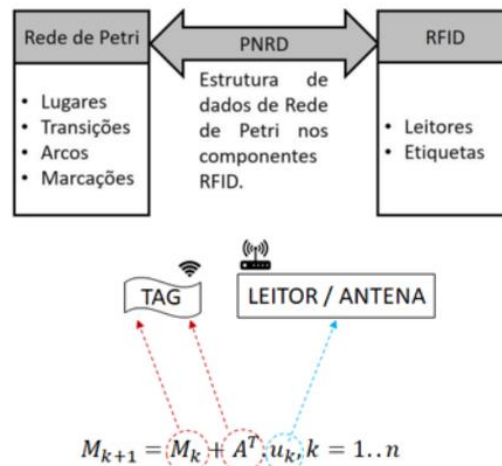 Rede de Petri
PNRD
RFID
• Lugares
• Transições
• Arcos
• Marcações
Estrutura de
dados de Rede
de Petri nos
componentes
RFID.
• Leitores
• Etiquetas
TAG
LEITOR / ANTENA
M_{k+1} = M_k + A^T.u_k, k = 1..n